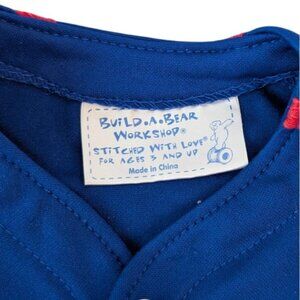 BUILD-A-BEAR
WORKSHOP®
STITCHED WITH LOVE®
FOR AGES 3 AND UP
Made in China